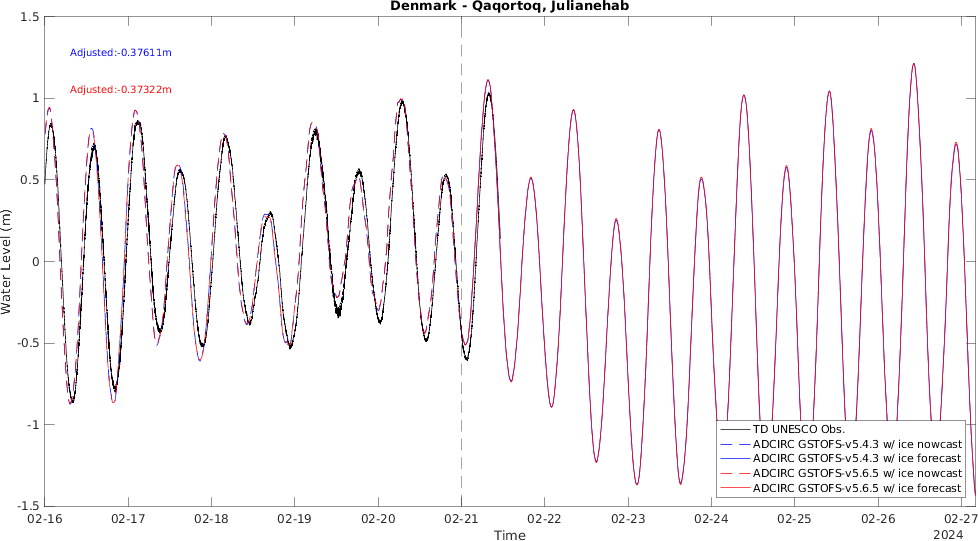 Denmark - Qaqortoq, Julianehab
1.5
Adjusted:-0.37611m
1
Adjusted:-0.37322m
0.5
Water Level (m)
0
-0.5
-1
TD UNESCO Obs.
ADCIRC GSTOFS-v5.4.3 w/ ice nowcast
ADCIRC GSTOFS-v5.4.3 w/ ice forecast
ADCIRC GSTOFS-v5.6.5 w/ ice nowcast
ADCIRC GSTOFS-v5.6.5 w/ ice forecast
-1.5
02-16 02-17 02-18 02-19 02-20 02-21 02-22 02-23 02-24 02-25 02-26 02-27
Time
2024